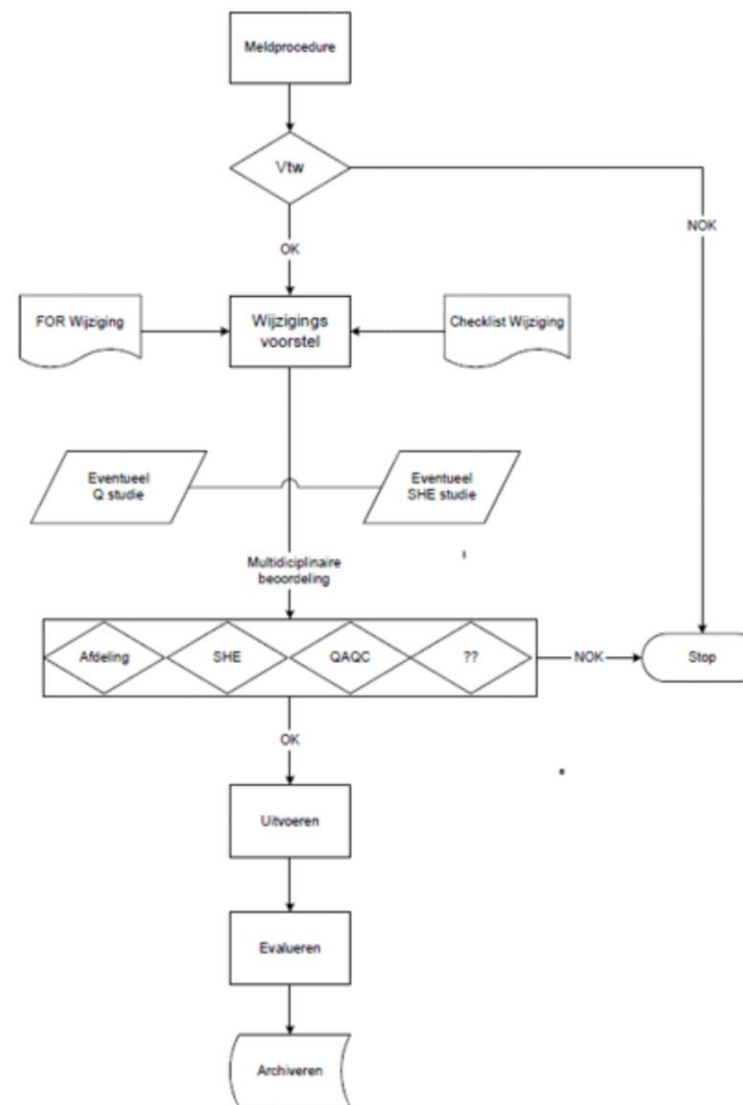 Meldprocedure
Vtw
NOK
OK
FOR Wijziging
Wijzigings
voorstel
Checklist Wijziging
Eventueel
Q studie
Eventueel
SHE studie
Multidiciplinaire
beoordeling
Afdeling
SHE
QAQC
??
NOK
Stop
OK
Uitvoeren
Evalueren
Archiveren